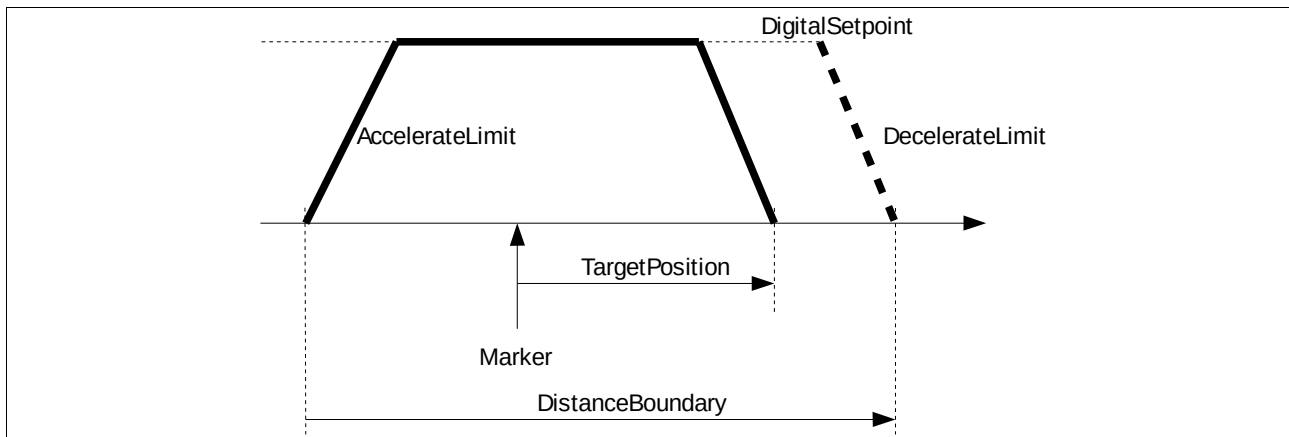 DigitalSetpoint
AccelerateLimit
DecelerateLimit
TargetPosition
Marker
DistanceBoundary